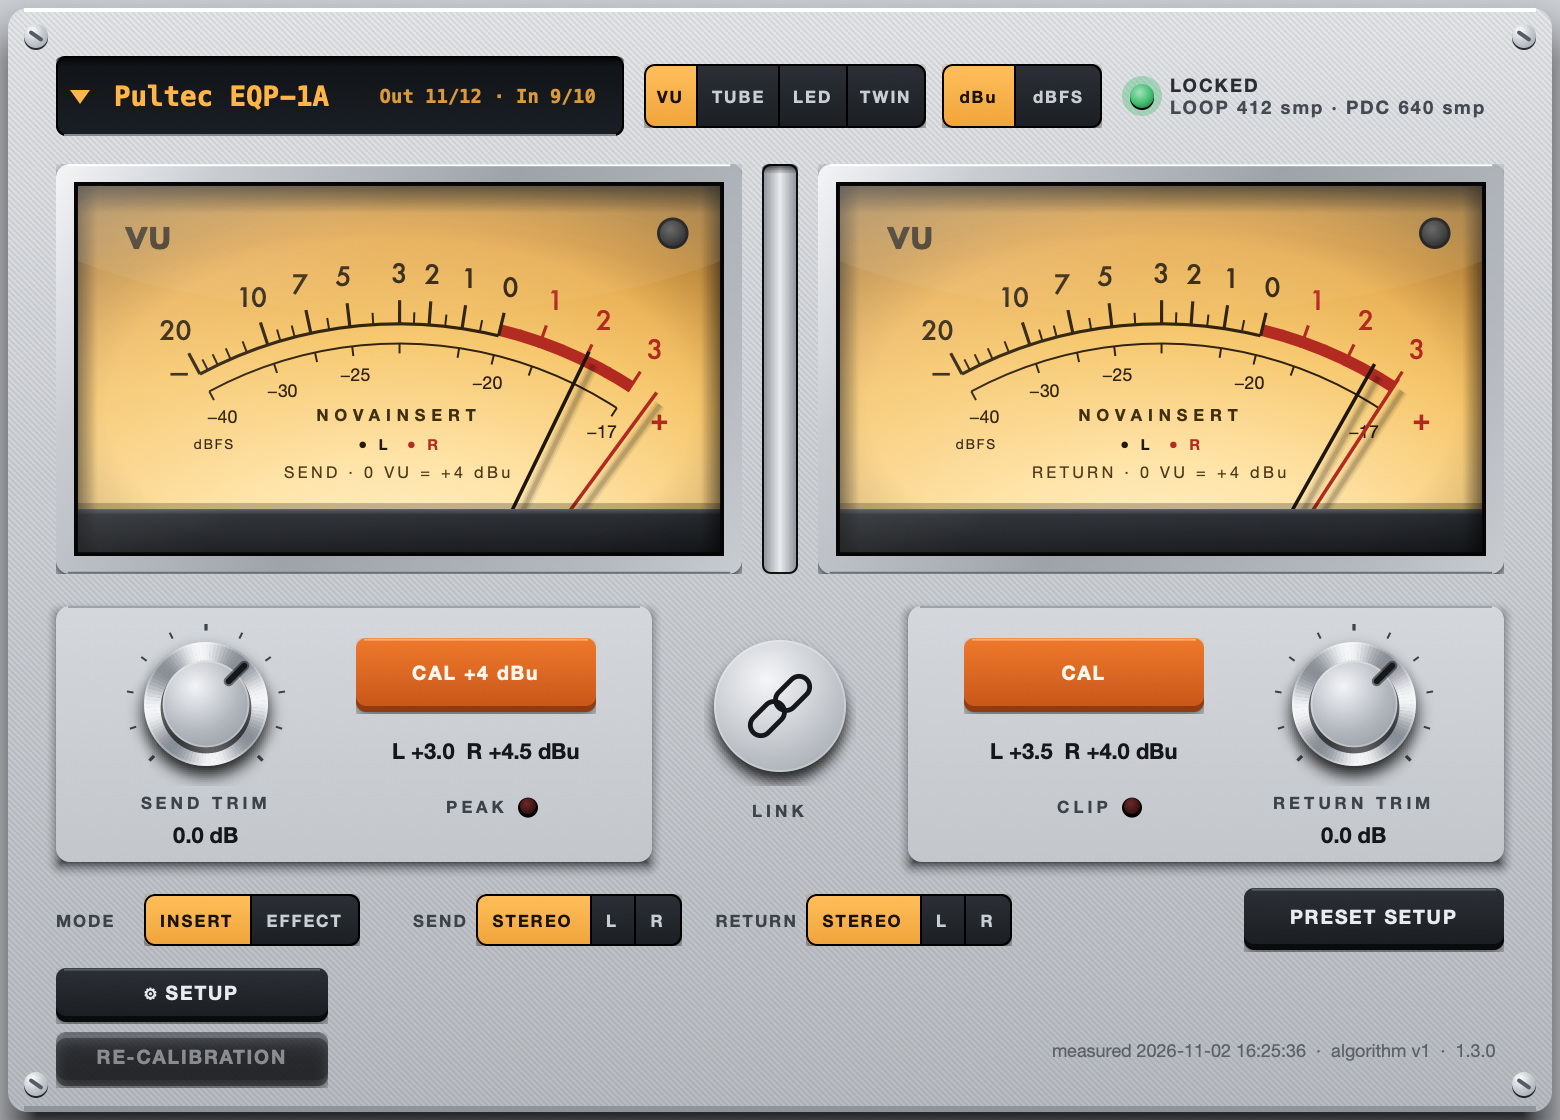 Pultec EQP-1A Out 11/12 · In 9/10
VU TUBE LED TWIN
dBu dBFS
LOCKED
LOOP 412 smp · PDC 640 smp
VU
20 10 7 5 3 2 1 0 1 2 3
− +
−40 −30 −25 −20 −17
dBFS
NOVAINSERT
• L • R
SEND · 0 VU = +4 dBu
VU
20 10 7 5 3 2 1 0 1 2 3
− +
−40 −30 −25 −20 −17
dBFS
NOVAINSERT
• L • R
RETURN · 0 VU = +4 dBu
SEND TRIM
0.0 dB
CAL +4 dBu
L +3.0 R +4.5 dBu
PEAK
LINK
CAL
L +3.5 R +4.0 dBu
CLIP
RETURN TRIM
0.0 dB
MODE INSERT EFFECT
SEND STEREO L R
RETURN STEREO L R
PRESET SETUP
⚙ SETUP
RE-CALIBRATION
measured 2026-11-02 16:25:36 · algorithm v1 · 1.3.0